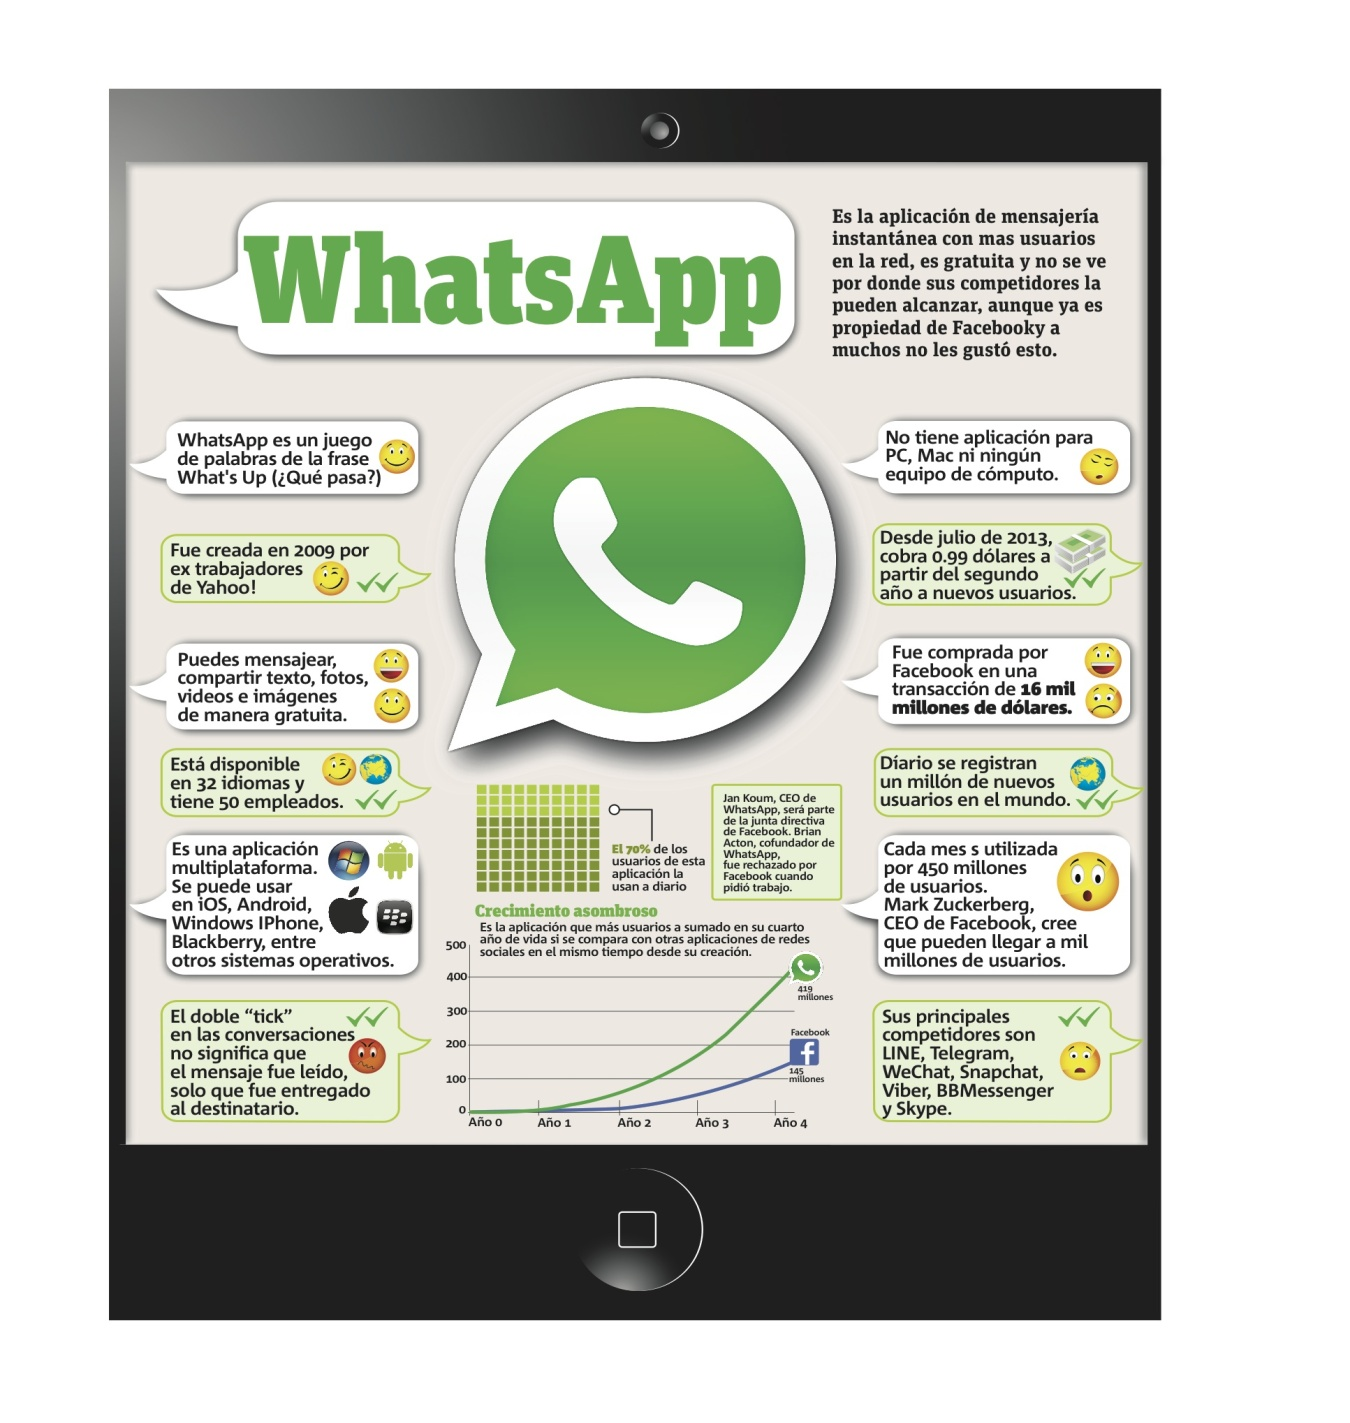 WhatsApp
Es la aplicación de mensajería
instantánea con mas usuarios
en la red, es gratuita y no se ve
por donde sus competidores la
pueden alcanzar, aunque ya es
propiedad de Facebooky a
muchos no les gustó esto.
WhatsApp es un juego
de palabras de la frase
What's Up (¿Qué pasa?)
Fue creada en 2009 por
ex trabajadores
de Yahoo!
Puedes mensajear,
compartir texto, fotos,
videos e imágenes
de manera gratuita.
Está disponible
en 32 idiomas y
tiene 50 empleados.
Es una aplicación
multiplataforma.
Se puede usar
en iOS, Android,
Windows IPhone,
Blackberry, entre
otros sistemas operativos.
El doble “tick”
en las conversaciones
no significa que
el mensaje fue leído,
solo que fue entregado
al destinatario.
El 70% de los
usuarios de esta
aplicación la
usan a diario
Jan Koum, CEO de
WhatsApp, será parte
de la junta directiva
de Facebook. Brian
Acton, cofundador de
WhatsApp,
fue rechazado por
Facebook cuando
pidió trabajo.
Crecimiento asombroso
Es la aplicación que más usuarios a sumado en su cuarto
año de vida si se compara con otras aplicaciones de redes
sociales en el mismo tiempo desde su creación.
500
400
300
200
100
0
Año 0
Año 1
Año 2
Año 3
Año 4
419
millones
Facebook
f
145
millones
No tiene aplicación para
PC, Mac ni ningún
equipo de cómputo.
Desde julio de 2013,
cobra 0.99 dólares a
partir del segundo
año a nuevos usuarios.
Fue comprada por
Facebook en una
transacción de 16 mil
millones de dólares.
Diario se registran
un millón de nuevos
usuarios en el mundo.
Cada mes s utilizada
por 450 millones
de usuarios.
Mark Zuckerberg,
CEO de Facebook, cree
que pueden llegar a mil
millones de usuarios.
Sus principales
competidores son
LINE, Telegram,
WeChat, Snapchat,
Viber, BBMessenger
y Skype.